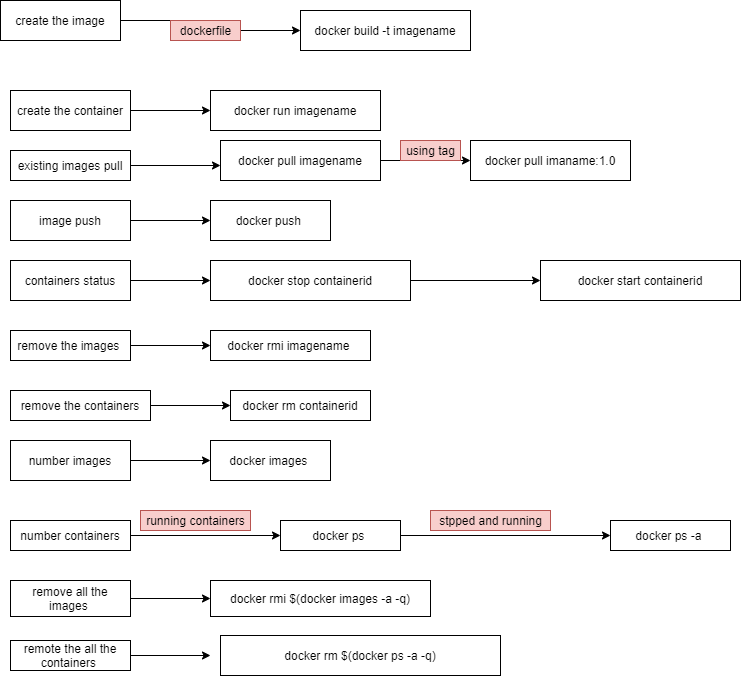 create the image
dockerfile
docker build -t imagename
create the container
docker run imagename
existing images pull
docker pull imagename
using tag
docker pull imaname:1.0
image push
docker push
containers status
docker stop containerid
docker start containerid
remove the images
docker rmi imagename
remove the containers
docker rm containerid
number images
docker images
number containers
running containers
docker ps
stpped and running
docker ps -a
remove all the
images
docker rmi $(docker images -a -q)
remote the all the
containers
docker rm $(docker ps -a -q)